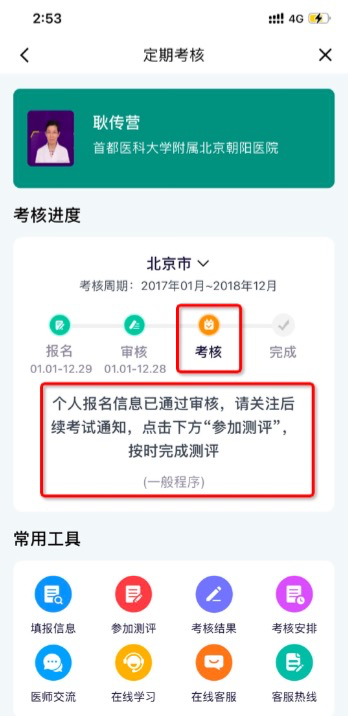 2:53
4G
定期考核
耿传营
首都医科大学附属北京朝阳医院
考核进度
北京市
考核周期：2017年01月~2018年12月
报名
审核
考核
完成
01.01-12.29
01.01-12.28
个人报名信息已通过审核，请关注后
续考试通知，点击下方“参加测评”，
按时完成测评
(一般程序)
常用工具
填报信息
参加测评
考核结果
考核安排
医师交流
在线学习
在线客服
客服热线